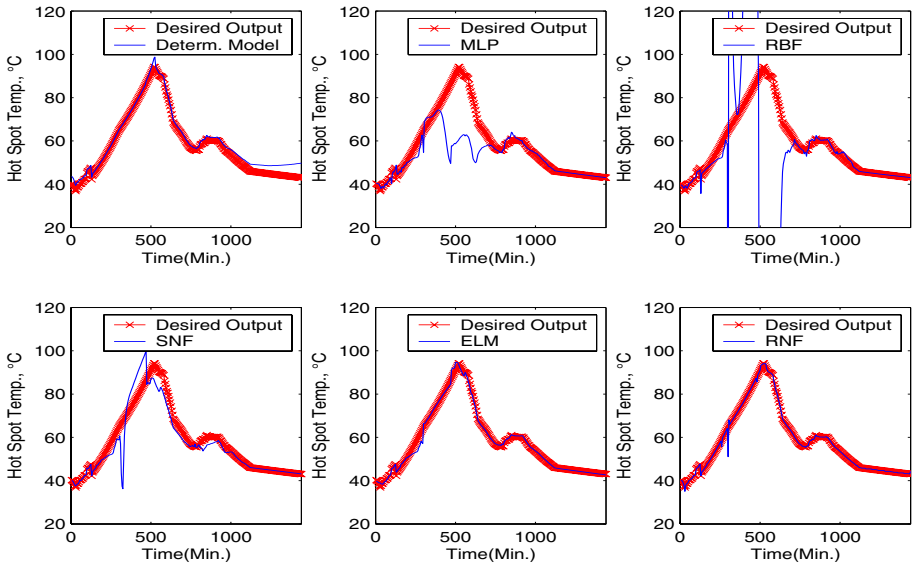 Desired Output
Determ. Model
Hot Spot Temp., °C
120
100
80
60
40
20
0
500
1000
Time(Min.)
Desired Output
MLP
Hot Spot Temp., °C
120
100
80
60
40
20
0
500
1000
Time(Min.)
Desired Output
RBF
Hot Spot Temp., °C
120
100
80
60
40
20
0
500
1000
Time(Min.)
Desired Output
SNF
Hot Spot Temp., °C
120
100
80
60
40
20
0
500
1000
Time(Min.)
Desired Output
ELM
Hot Spot Temp., °C
120
100
80
60
40
20
0
500
1000
Time(Min.)
Desired Output
RNF
Hot Spot Temp., °C
120
100
80
60
40
20
0
500
1000
Time(Min.)